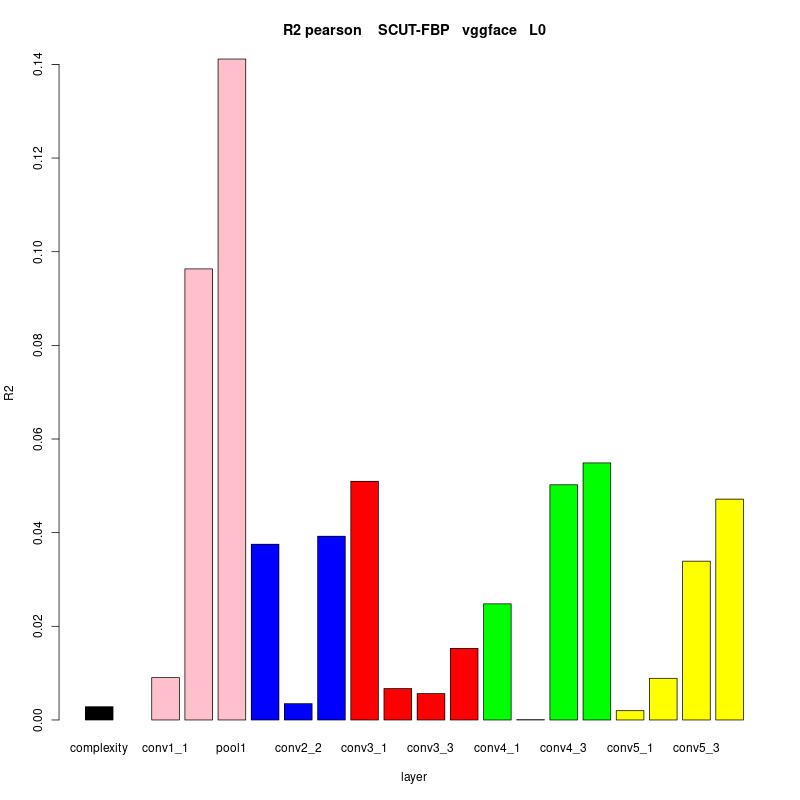 R2 pearson    SCUT-FBP   vggface   L0
0.14
0.12
0.10
0.08
0.06
0.04
0.02
0.00
R2
complexity conv1_1 pool1 conv2_2 conv3_1 conv3_3 conv4_1 conv4_3 conv5_1 conv5_3
layer